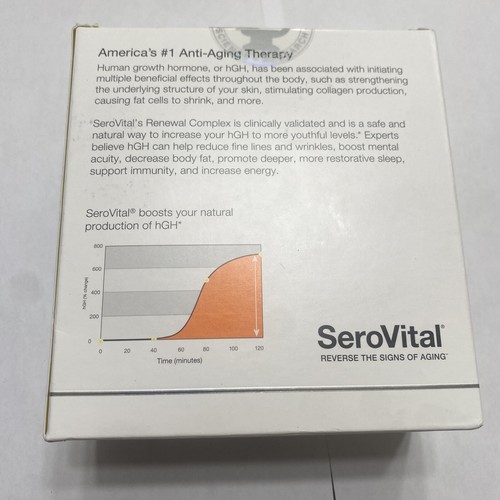 America's #1 Anti-Aging Therapy
Human growth hormone, or hGH, has been associated with initiating
multiple beneficial effects throughout the body, such as strengthening
the underlying structure of your skin, stimulating collagen production,
causing fat cells to shrink, and more.
SeroVital's Renewal Complex is clinically validated and is a safe and
natural way to increase your hGH to more youthful levels.* Experts
believe hGH can help reduce fine lines and wrinkles, boost mental
acuity, decrease body fat, promote deeper, more restorative sleep,
support immunity, and increase energy.
SeroVital® boosts your natural
production of hGH*
800
600
400
200
0
HGH (% change)
0 20 40 60 80 100 120
Time (minutes)
SeroVital®
REVERSE THE SIGNS OF AGING